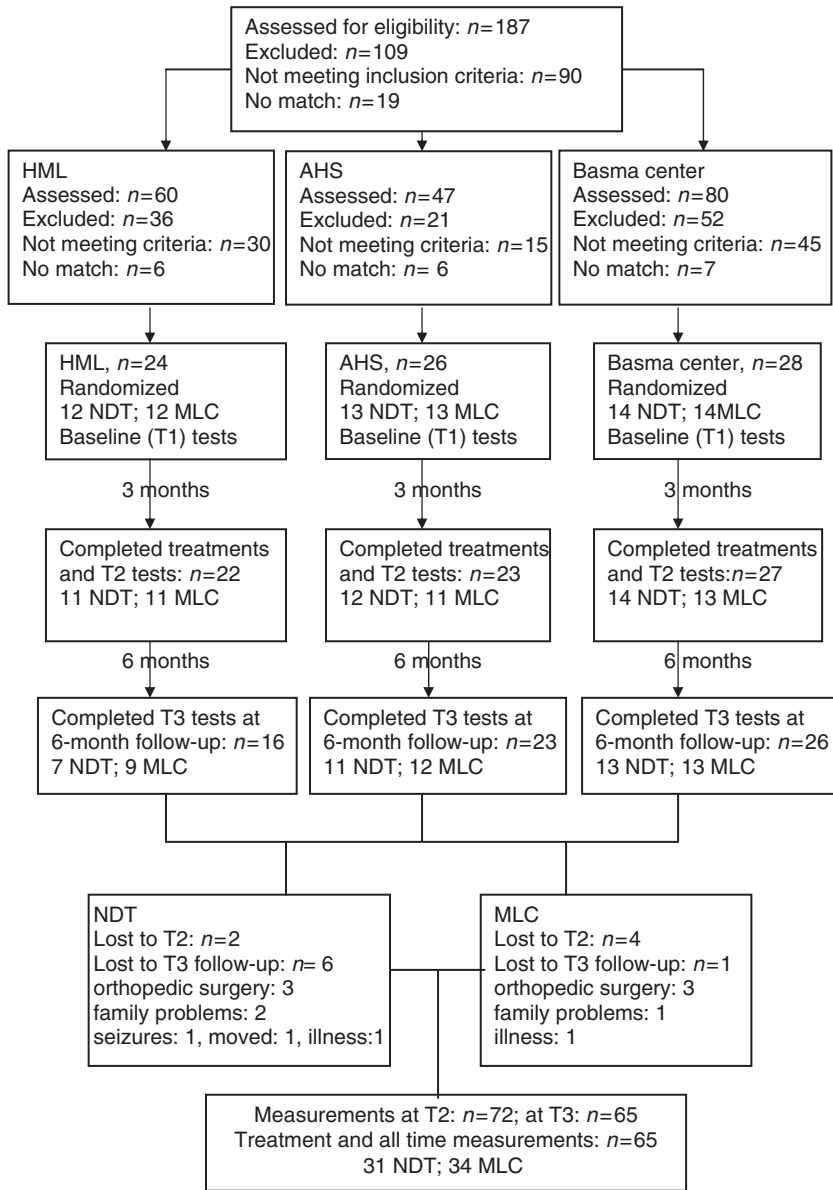 Assessed for eligibility: n=187
Excluded: n=109
Not meeting inclusion criteria: n=90
No match: n=19
HML
Assessed: n=60
Excluded: n=36
Not meeting criteria: n=30
No match: n=6
AHS
Assessed: n=47
Excluded: n=21
Not meeting criteria: n=15
No match: n= 6
Basma center
Assessed: n=80
Excluded: n=52
Not meeting criteria: n=45
No match: n=7
HML, n=24
Randomized
12 NDT; 12 MLC
Baseline (T1) tests
AHS, n=26
Randomized
13 NDT; 13 MLC
Baseline (T1) tests
Basma center, n=28
Randomized
14 NDT; 14MLC
Baseline (T1) tests
3 months
3 months
3 months
Completed treatments
and T2 tests: n=22
11 NDT; 11 MLC
Completed treatments
and T2 tests: n=23
12 NDT; 11 MLC
Completed treatments
and T2 tests:n=27
14 NDT; 13 MLC
6 months
6 months
6 months
Completed T3 tests at
6-month follow-up: n=16
7 NDT; 9 MLC
Completed T3 tests at
6-month follow-up: n=23
11 NDT; 12 MLC
Completed T3 tests at
6-month follow-up: n=26
13 NDT; 13 MLC
NDT
Lost to T2: n=2
Lost to T3 follow-up: n= 6
orthopedic surgery: 3
family problems: 2
seizures: 1, moved: 1, illness:1
MLC
Lost to T2: n=4
Lost to T3 follow-up: n=1
orthopedic surgery: 3
family problems: 1
illness: 1
Measurements at T2: n=72; at T3: n=65
Treatment and all time measurements: n=65
31 NDT; 34 MLC